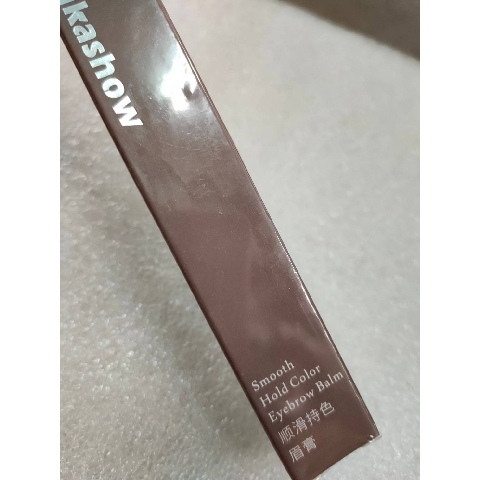 kashow
Smooth
Hold Color
Eyebrow Balm
顺滑持色
眉膏